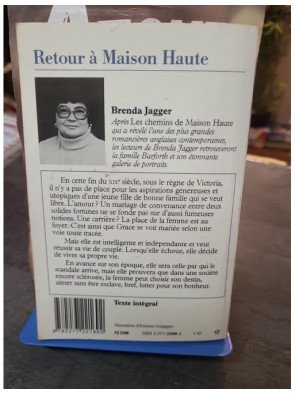 Retour à Maison Haute
Brenda Jagger
Après Les chemins de Maison Haute
qui a révélé l'une des plus grandes
romancières anglaises contemporaines,
les lecteurs de Brenda Jagger retrouveront
la famille Barforth et son étonnante
galerie de portraits.
En cette fin du XIXe siècle, sous le règne de Victoria,
il n'y a pas de place pour les aspirations généreuses et
utopiques d'une jeune fille de bonne famille qui se veut
libre. L'amour? Un mariage de convenance entre deux
solides fortunes ne se fonde pas sur d'aussi fumeuses
notions. Une carrière? La place de la femme est au
foyer. C'est ainsi que Grace se voit mariée selon une
voie toute tracée.
Mais elle est intelligente et indépendante et veut
réussir sa vie de couple. Lorsqu'elle échoue, elle décide
de vivre sa propre vie.
En avance sur son époque, elle sera celle par qui le
scandale arrive, mais elle prouvera que dans une société
encore sclérosée, la femme peut choisir son destin,
aimer sans être esclave, bref, lutter pour son bonheur.
Texte intégral